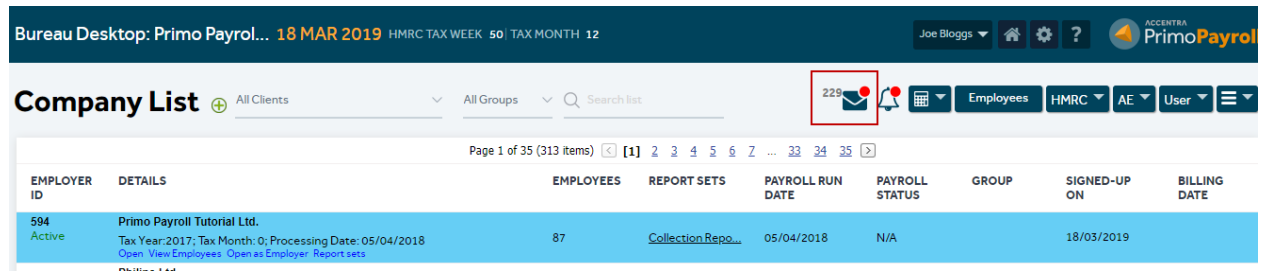 Bureau Desktop: Primo Payrol... 18 MAR 2019 HMRC TAX WEEK 50| TAX MONTH 12
Joe Bloggs
?
ACCENTRA
PrimoPayrol
Company List
All Clients
All Groups
Search list
229
Employees
HMRC
AE
User
Page 1 of 35 (313 items) [1] 2 3 4 5 6 7 ... 33 34 35
EMPLOYER ID DETAILS EMPLOYEES REPORT SETS PAYROLL RUN DATE PAYROLL STATUS GROUP SIGNED-UP ON BILLING DATE
594 Primo Payroll Tutorial Ltd.
Active Tax Year:2017; Tax Month: 0; Processing Date: 05/04/2018 87 Collection Repo... 05/04/2018 N/A 18/03/2019
Open View Employees Open as Employer Report sets